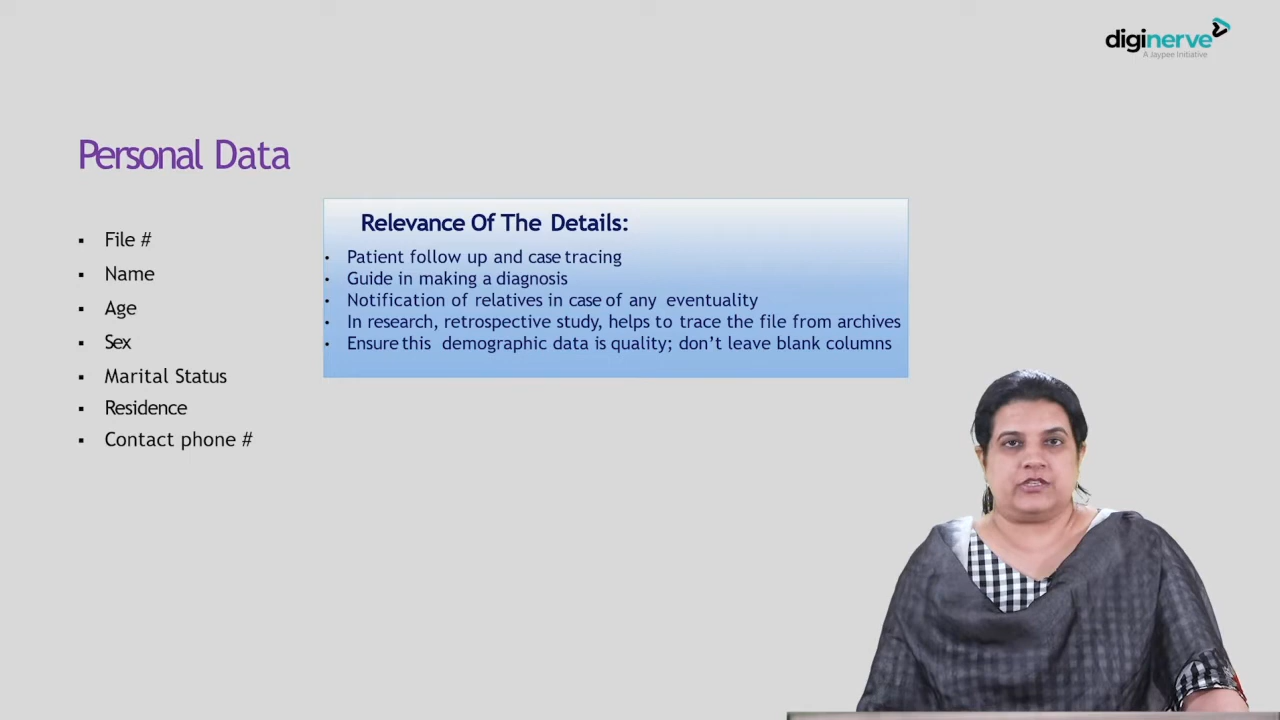 diginerve
A Jaypee Initiative
Personal Data
File #
Name
Age
Sex
Marital Status
Residence
Contact phone #
Relevance Of The Details:
Patient follow up and case tracing
Guide in making a diagnosis
Notification of relatives in case of any eventuality
In research, retrospective study, helps to trace the file from archives
Ensure this demographic data is quality; don't leave blank columns